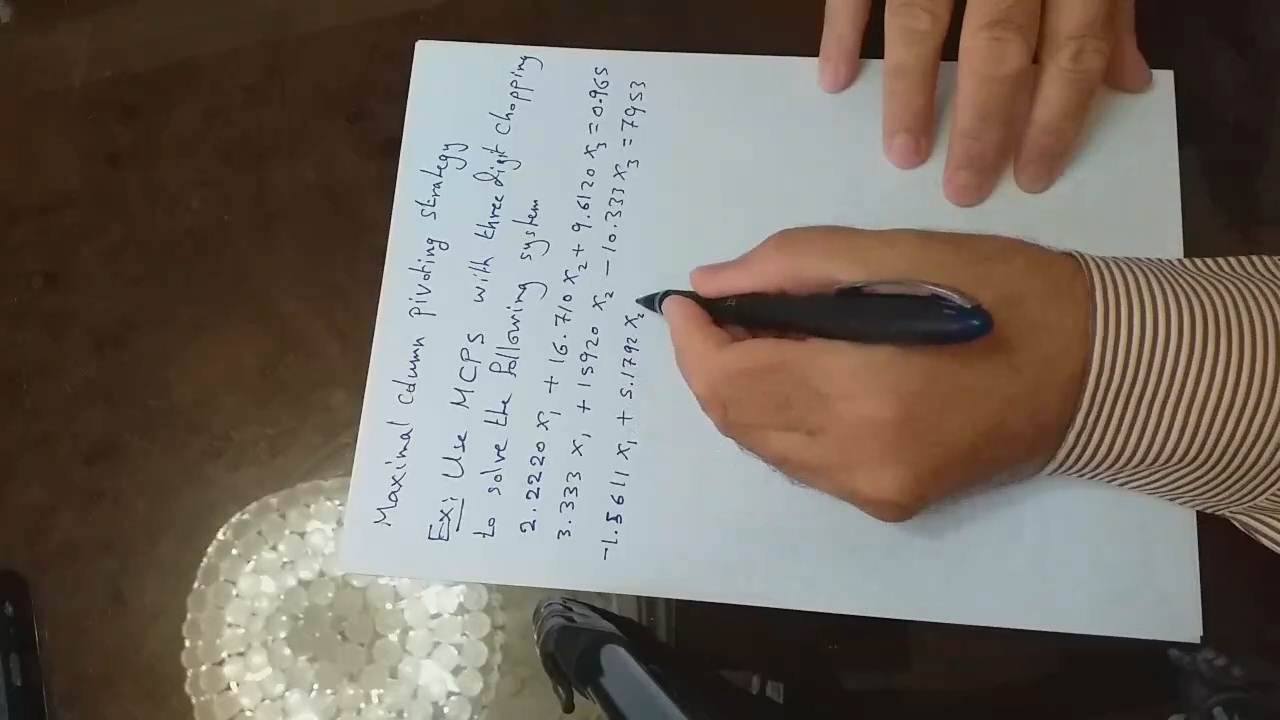 Maximal column pivoting strategy
Ex: Use MCPS with three digit chopping
to solve the following system
2.2220 x₁ + 16.710 x₂ + 9.6120 x₃ = 0.965
3.333 x₁ + 15920 x₂ - 10.333 x₃ = 7953
-1.5611 x₁ + 5.1792 x₂